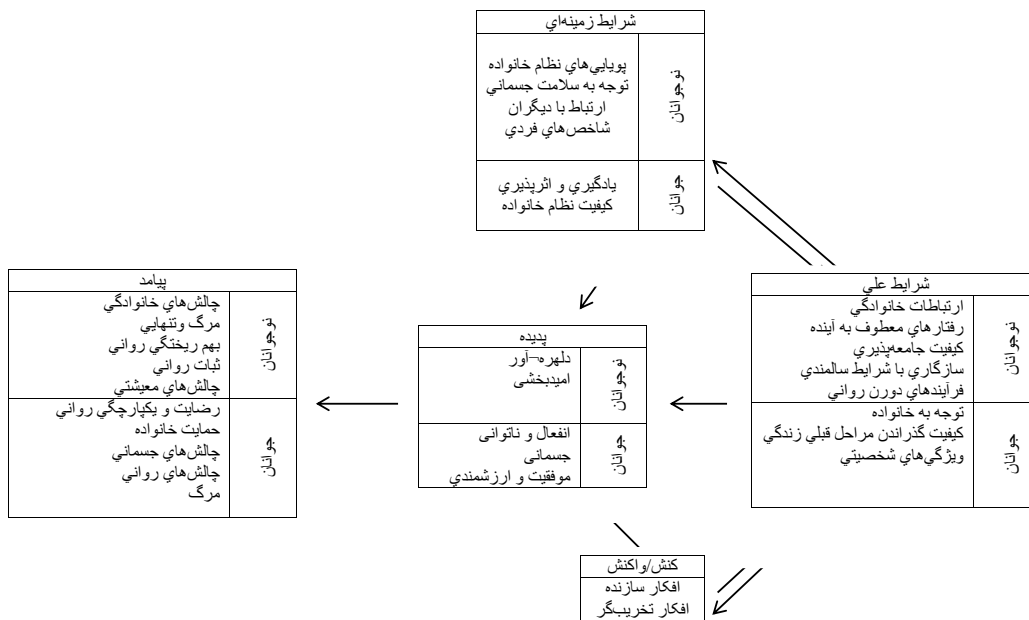 شرايط زمينه‌اي
نوجوانان
پويايي‌هاي نظام خانواده
توجه به سلامت جسماني
ارتباط با ديگران
شاخص‌هاي فردي
جوانان
يادگيري و اثرپذيري
كيفيت نظام خانواده
شرايط علي
نوجوانان
ارتباطات خانوادگي
رفتارهاي معطوف به آينده
كيفيت جامعه‌پذيري
سازگاري با شرايط سالمندي
فرآيندهاي دورن رواني
جوانان
توجه به خانواده
كيفيت گذراندن مراحل قبلي زندگي
ويژگي‌هاي شخصيتي
پديده
نوجوانان
دلهره¬آور
امیدبخشی
جوانان
انفعال و ناتوانی
جسمانی
موفقيت و ارزشمندي
پيامد
نوجوانان
چالش‌هاي خانوادگي
مرگ وتنهايي
بهم ريختگي رواني
ثبات رواني
چالش‌هاي معيشتي
جوانان
رضايت و يكپارچگي رواني
حمايت خانواده
چالش‌هاي جسماني
چالش‌هاي رواني
مرگ
كنش/واكنش
افكار سازنده
افكار تخريب‌گر